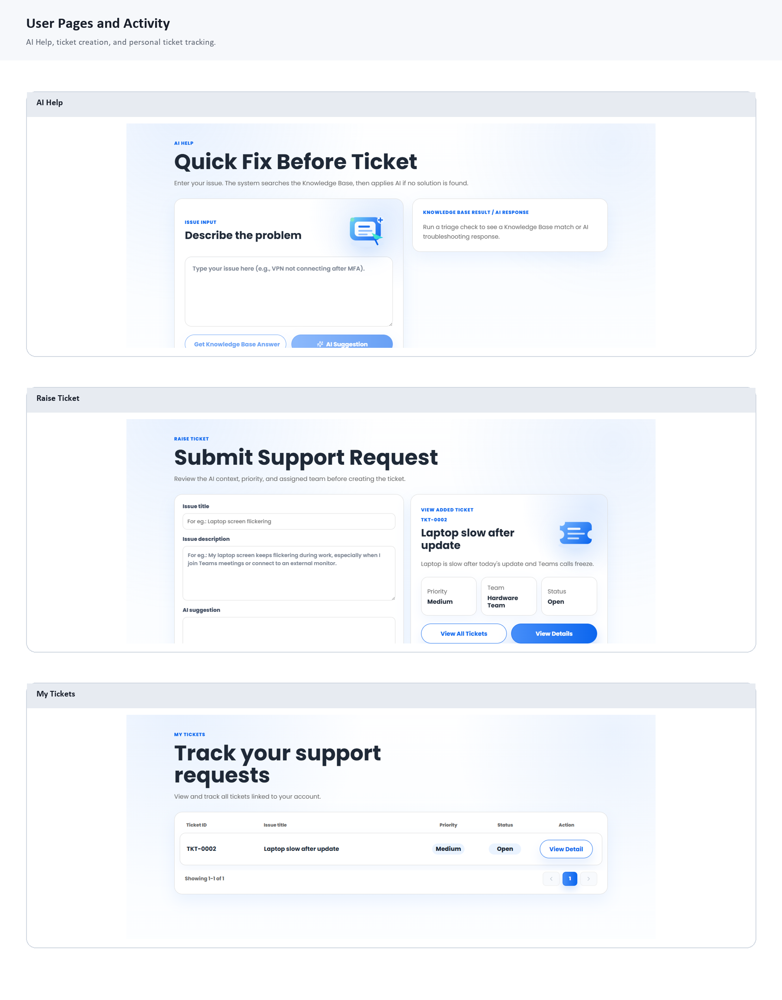 User Pages and Activity
AI Help, ticket creation, and personal ticket tracking.
AI Help
AI HELP
Quick Fix Before Ticket
Enter your issue. The system searches the Knowledge Base, then applies AI if no solution is found.
ISSUE INPUT
Describe the problem
Type your issue here (e.g., VPN not connecting after MFA).
Get Knowledge Base Answer
AI Suggestion
KNOWLEDGE BASE RESULT / AI RESPONSE
Run a triage check to see a Knowledge Base match or AI
troubleshooting response.
Raise Ticket
RAISE TICKET
Submit Support Request
Review the AI context, priority, and assigned team before creating the ticket.
Issue title
For eg.: Laptop screen flickering
Issue description
For eg.: My laptop screen keeps flickering during work, especially when I
join Teams meetings or connect to an external monitor.
AI suggestion
VIEW ADDED TICKET
TKT-0002
Laptop slow after
update
Laptop is slow after today's update and Teams calls freeze.
Priority
Medium
Team
Hardware
Team
Status
Open
View All Tickets
View Details
My Tickets
MY TICKETS
Track your support
requests
View and track all tickets linked to your account.
Ticket ID Issue title Priority Status Action
TKT-0002 Laptop slow after update Medium Open View Detail
Showing 1-1 of 1
1